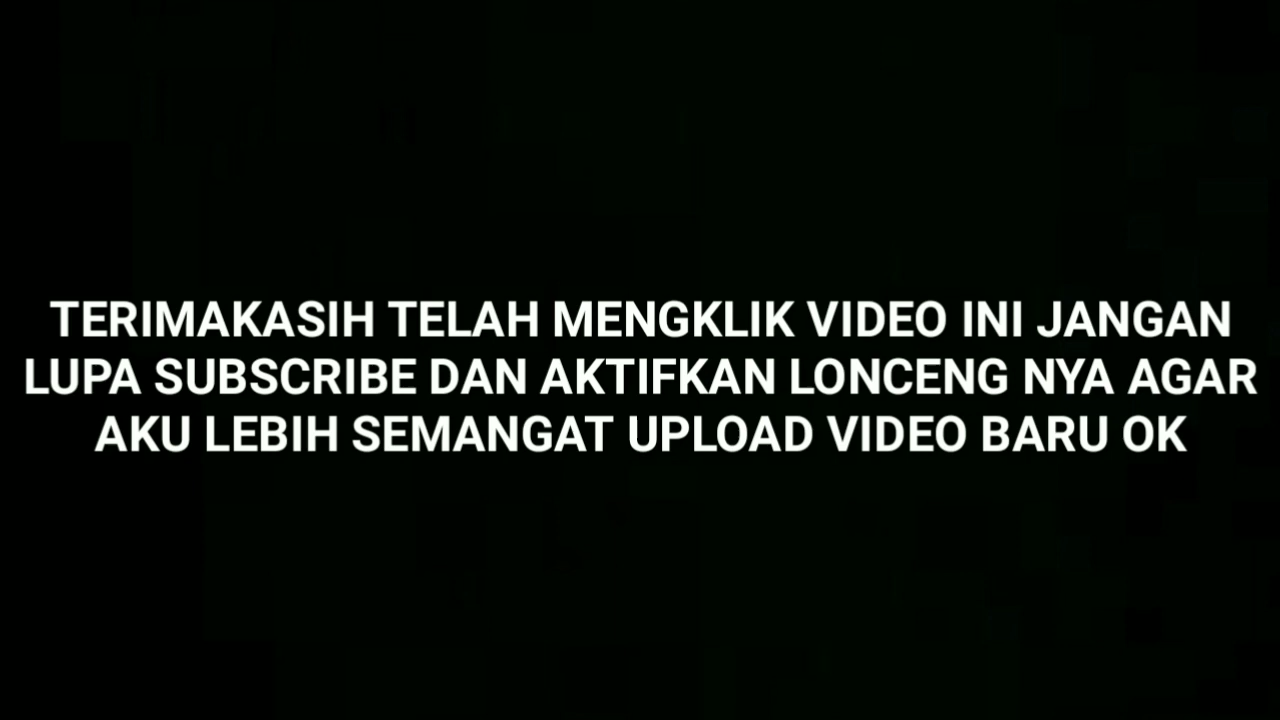 TERIMAKASIH TELAH MENGKLIK VIDEO INI JANGAN
LUPA SUBSCRIBE DAN AKTIFKAN LONCENG NYA AGAR
AKU LEBIH SEMANGAT UPLOAD VIDEO BARU OK